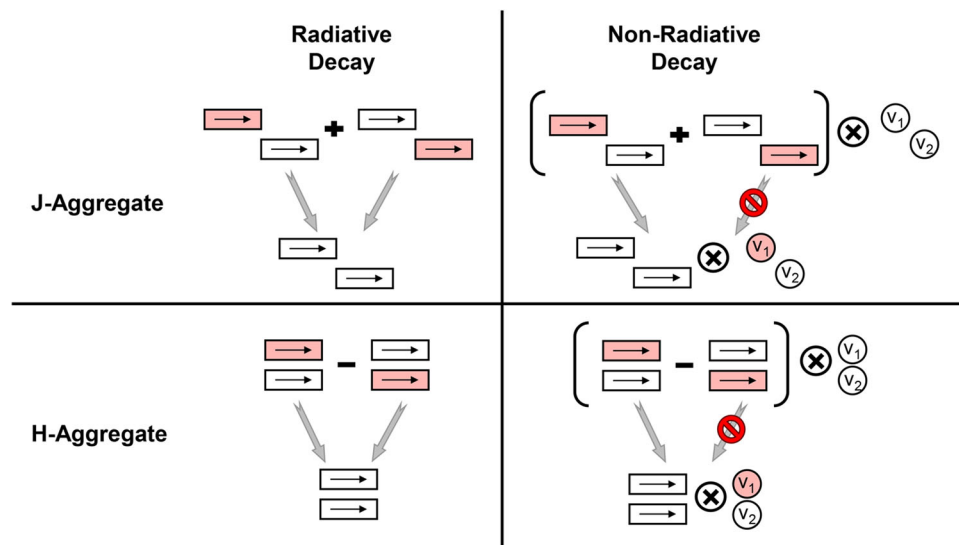 Radiative
Decay
Non-Radiative
Decay
+
+
v₁
v₂
J-Aggregate
v₁
v₂
−
−
v₁
v₂
H-Aggregate
v₁
v₂